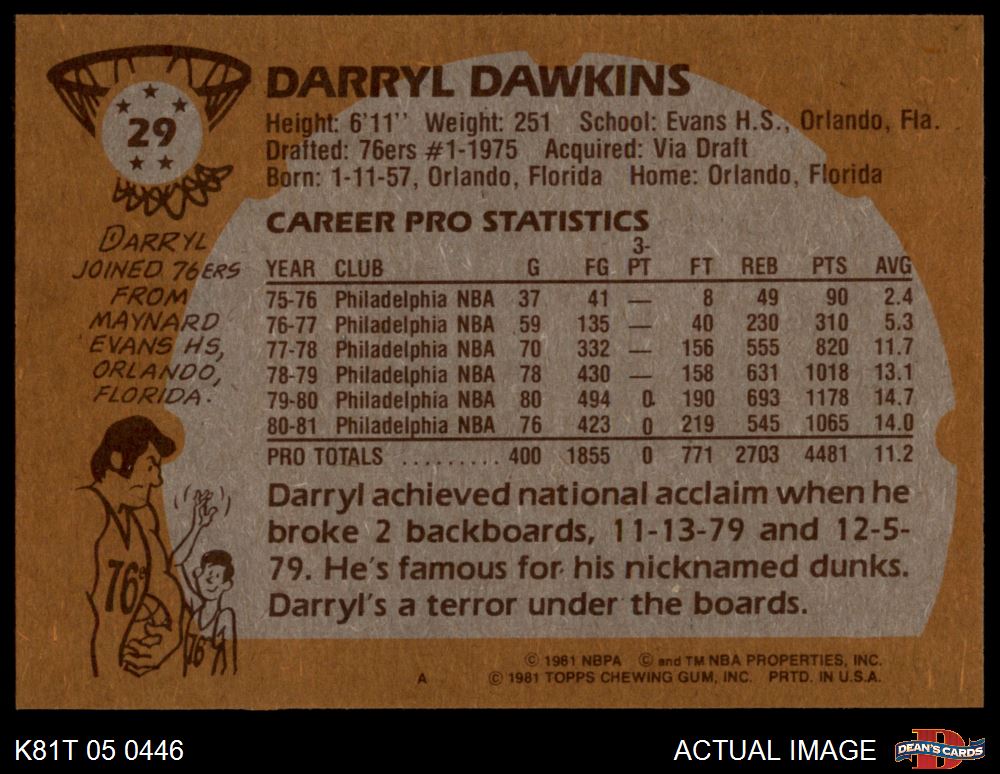 29
DARRYL DAWKINS
Height: 6'11" Weight: 251 School: Evans H.S., Orlando, Fla.
Drafted: 76ers #1-1975 Acquired: Via Draft
Born: 1-11-57, Orlando, Florida Home: Orlando, Florida
DARRYL
JOINED 76ERS
FROM
MAYNARD
EVANS HS,
ORLANDO,
FLORIDA.
CAREER PRO STATISTICS
YEAR CLUB G FG 3-PT FT REB PTS AVG
75-76 Philadelphia NBA 37 41 — 8 49 90 2.4
76-77 Philadelphia NBA 59 135 — 40 230 310 5.3
77-78 Philadelphia NBA 70 332 — 156 555 820 11.7
78-79 Philadelphia NBA 78 430 — 158 631 1018 13.1
79-80 Philadelphia NBA 80 494 0 190 693 1178 14.7
80-81 Philadelphia NBA 76 423 0 219 545 1065 14.0
PRO TOTALS ......... 400 1855 0 771 2703 4481 11.2
Darryl achieved national acclaim when he
broke 2 backboards, 11-13-79 and 12-5-
79. He's famous for his nicknamed dunks.
Darryl's a terror under the boards.
76s
76
© 1981 NBPA © and TM NBA PROPERTIES, INC.
A © 1981 TOPPS CHEWING GUM, INC. PRTD. IN U.S.A.
K81T 05 0446
ACTUAL IMAGE
D
DEAN'S CARDS